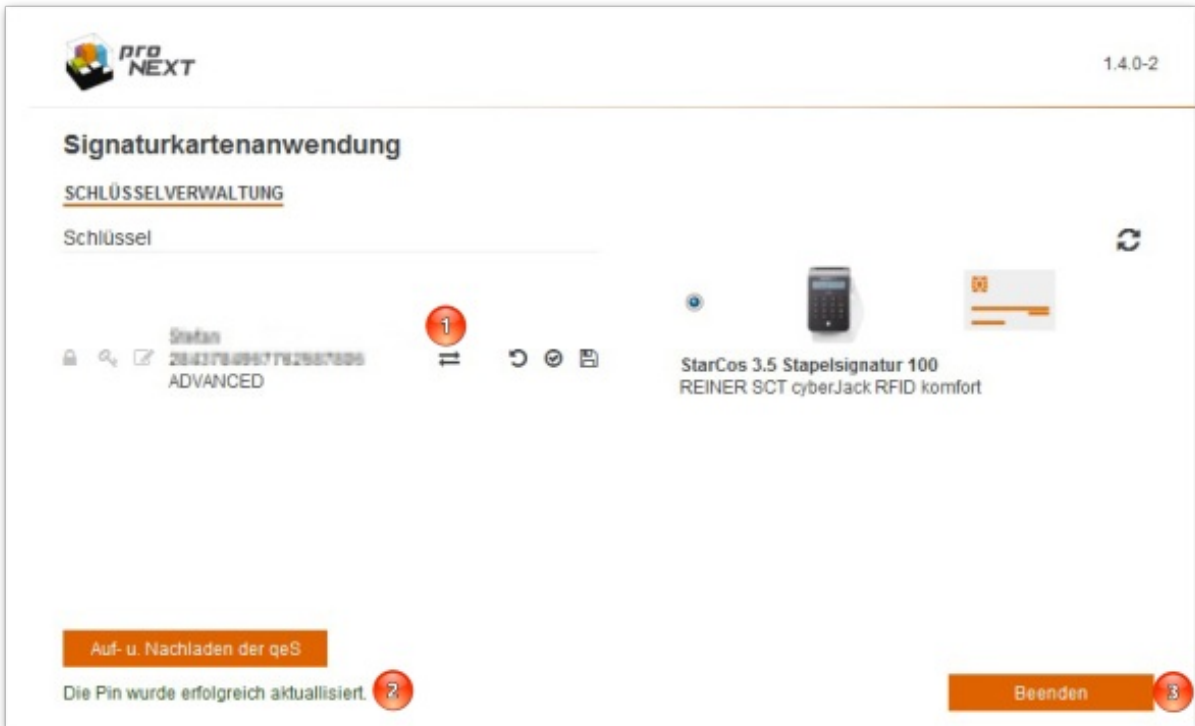 pro
NEXT
1.4.0-2
Signaturkartenanwendung
SCHLÜSSELVERWALTUNG
Schlüssel
1
ADVANCED
StarCos 3.5 Stapelsignatur 100
REINER SCT cyberJack RFID komfort
Auf- u. Nachladen der qeS
Die Pin wurde erfolgreich aktuallisiert.
2
Beenden
3